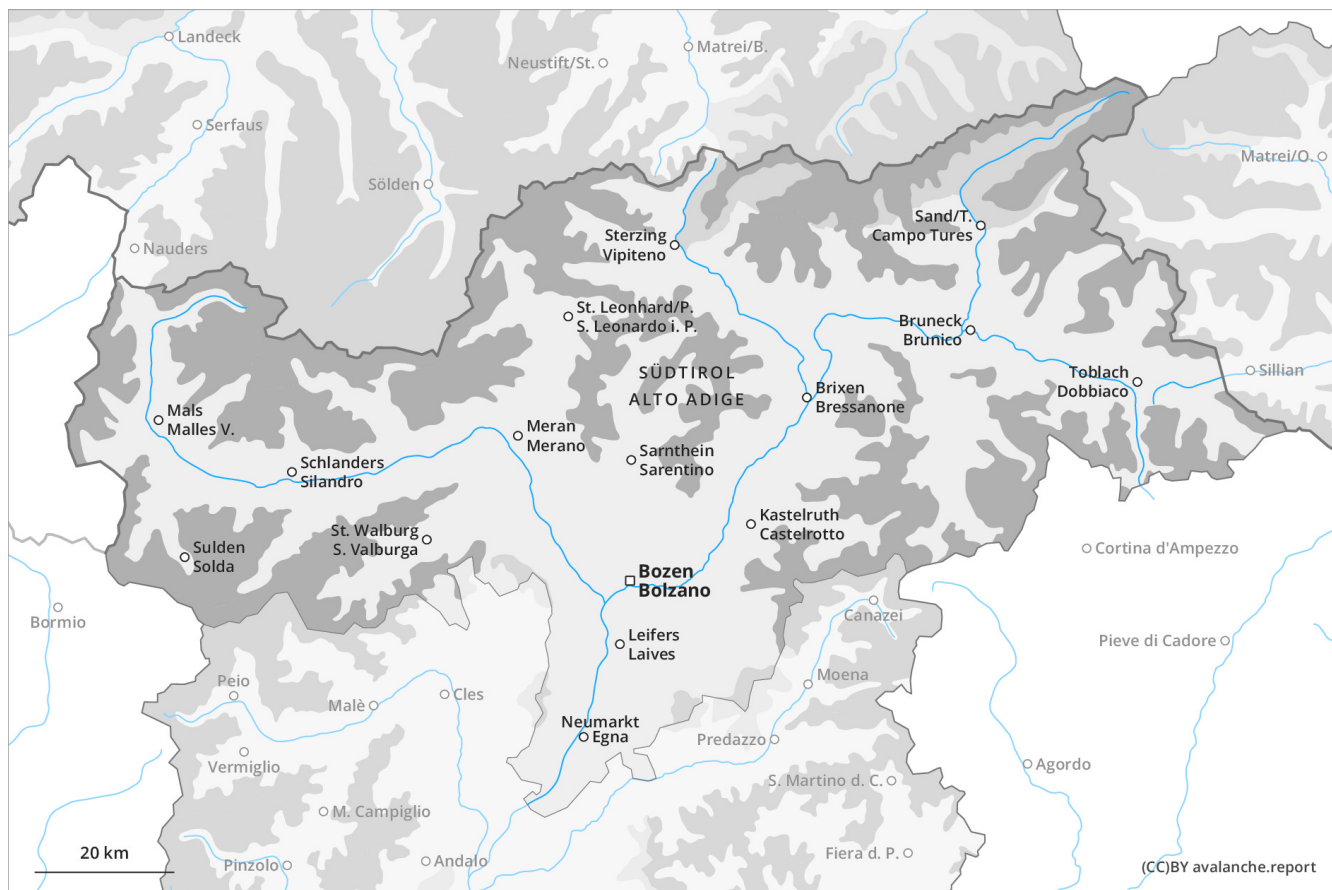 Landeck
Matrei/B.
Neustift/St.
Serfaus
Matrei/O.
Sölden
Sand/T.
Campo Tures
Sterzing
Vipiteno
Nauders
St. Leonhard/P.
S. Leonardo i. P.
Bruneck
Brunico
SÜDTIROL
ALTO ADIGE
Toblach
Dobbiaco
Sillian
Brixen
Bressanone
Mals
Malles V.
Meran
Merano
Sarnthein
Sarentino
Schlanders
Silandro
Kastelruth
Castelrotto
St. Walburg
S. Valburga
Sulden
Solda
Cortina d'Ampezzo
Bozen
Bolzano
Bormio
Canazei
Leifers
Laives
Pieve di Cadore
Peio
Moena
Cles
Malè
Neumarkt
Egna
Predazzo
Vermiglio
Agordo
S. Martino d. C.
M. Campiglio
20 km
Fiera d. P.
Andalo
Pinzolo
(CC)BY avalanche.report